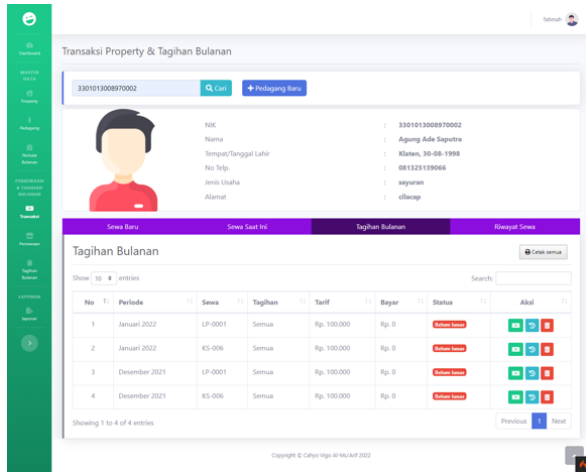 fatimah
Dashboard
MASTER DATA
Property
Pedagang
Periode Bulanan
PERSEWAAN & TAGIHAN BULANAN
Transaksi
Persewaan
Tagihan Bulanan
LAPORAN
laporan
Transaksi Property & Tagihan Bulanan
3301013008970002 Cari + Pedagang Baru
NIK : 3301013008970002
Nama : Agung Ade Saputra
Tempat/Tanggal Lahir : Klaten, 30-08-1998
No Telp. : 081325139066
Jenis Usaha : sayuran
Alamat : cilacap
Sewa Baru Sewa Saat Ini Tagihan Bulanan Riwayat Sewa
Tagihan Bulanan Cetak semua
Show 10 entries Search:
No Periode Sewa Tagihan Tarif Bayar Status Aksi
1 Januari 2022 LP-0001 Semua Rp. 100.000 Rp. 0 Belum lunas
2 Januari 2022 KS-006 Semua Rp. 100.000 Rp. 0 Belum lunas
3 Desember 2021 LP-0001 Semua Rp. 100.000 Rp. 0 Belum lunas
4 Desember 2021 KS-006 Semua Rp. 100.000 Rp. 0 Belum lunas
Showing 1 to 4 of 4 entries Previous 1 Next
Copyright © Cahyo Vigo Al-Mu'Arif 2022